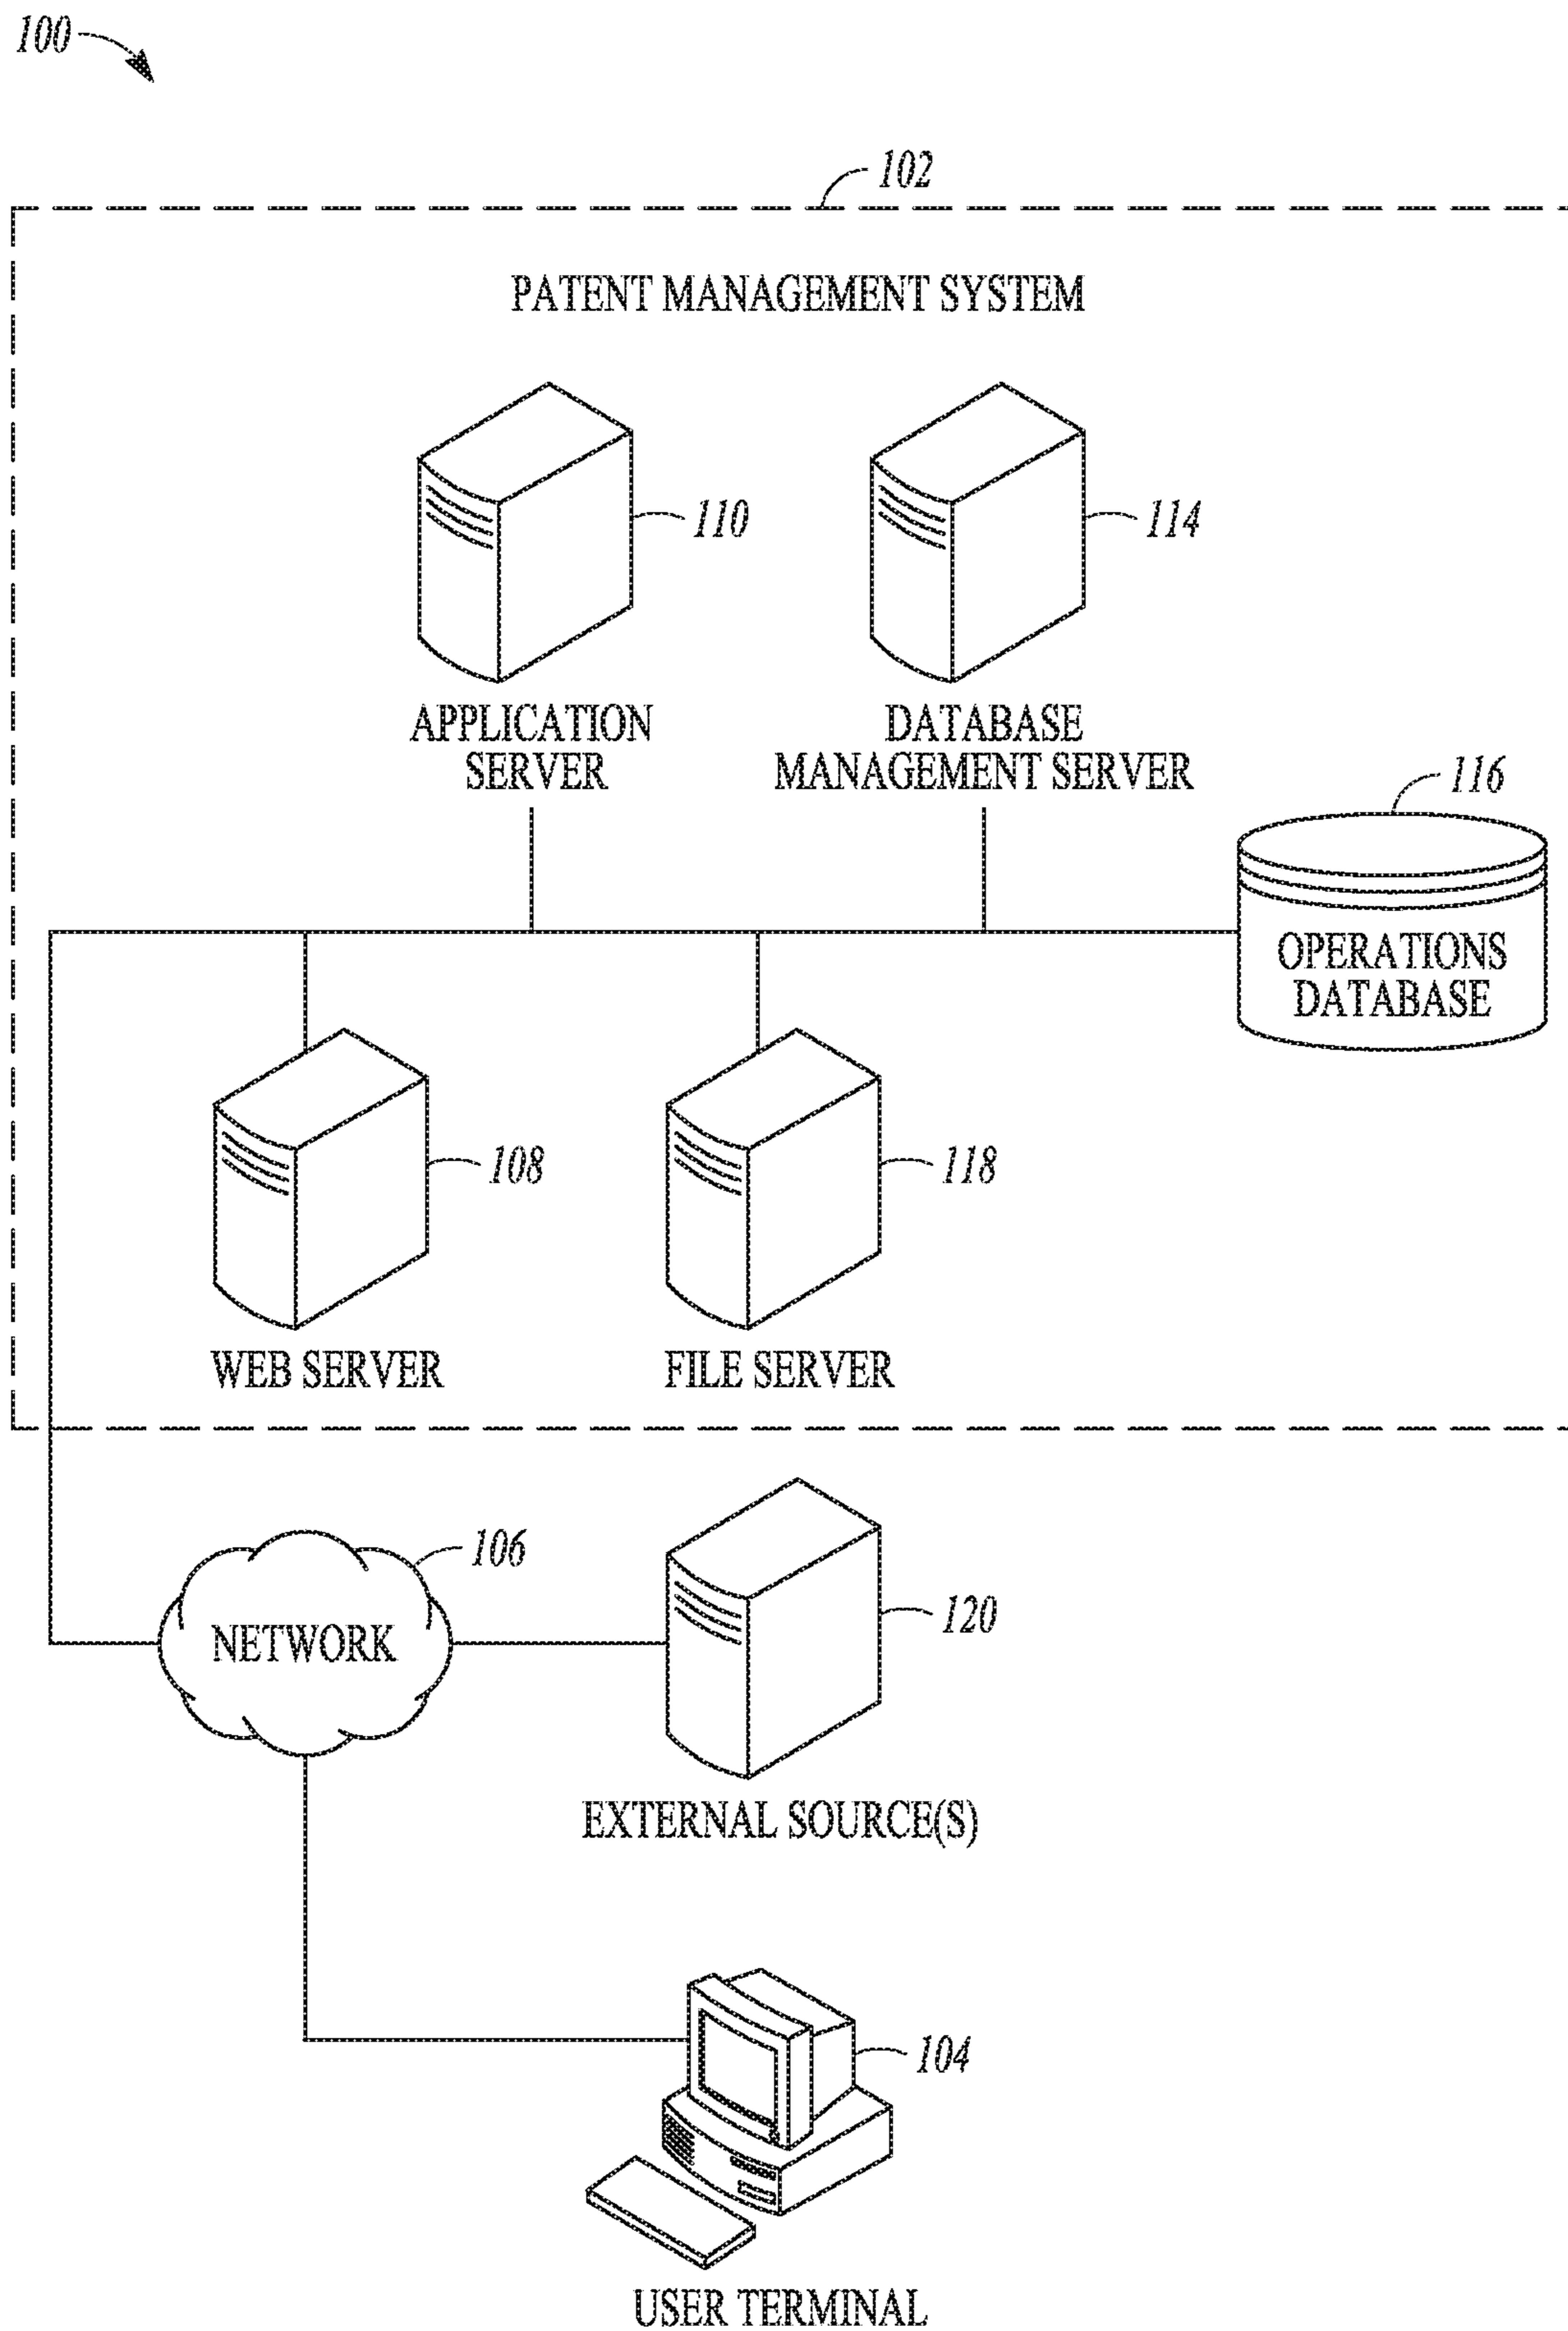 100
102
PATENT MANAGEMENT SYSTEM
110
114
APPLICATION
SERVER
DATABASE
MANAGEMENT SERVER
116
OPERATIONS
DATABASE
108
118
WEB SERVER
FILE SERVER
106
NETWORK
120
EXTERNAL SOURCE(S)
104
USER TERMINAL